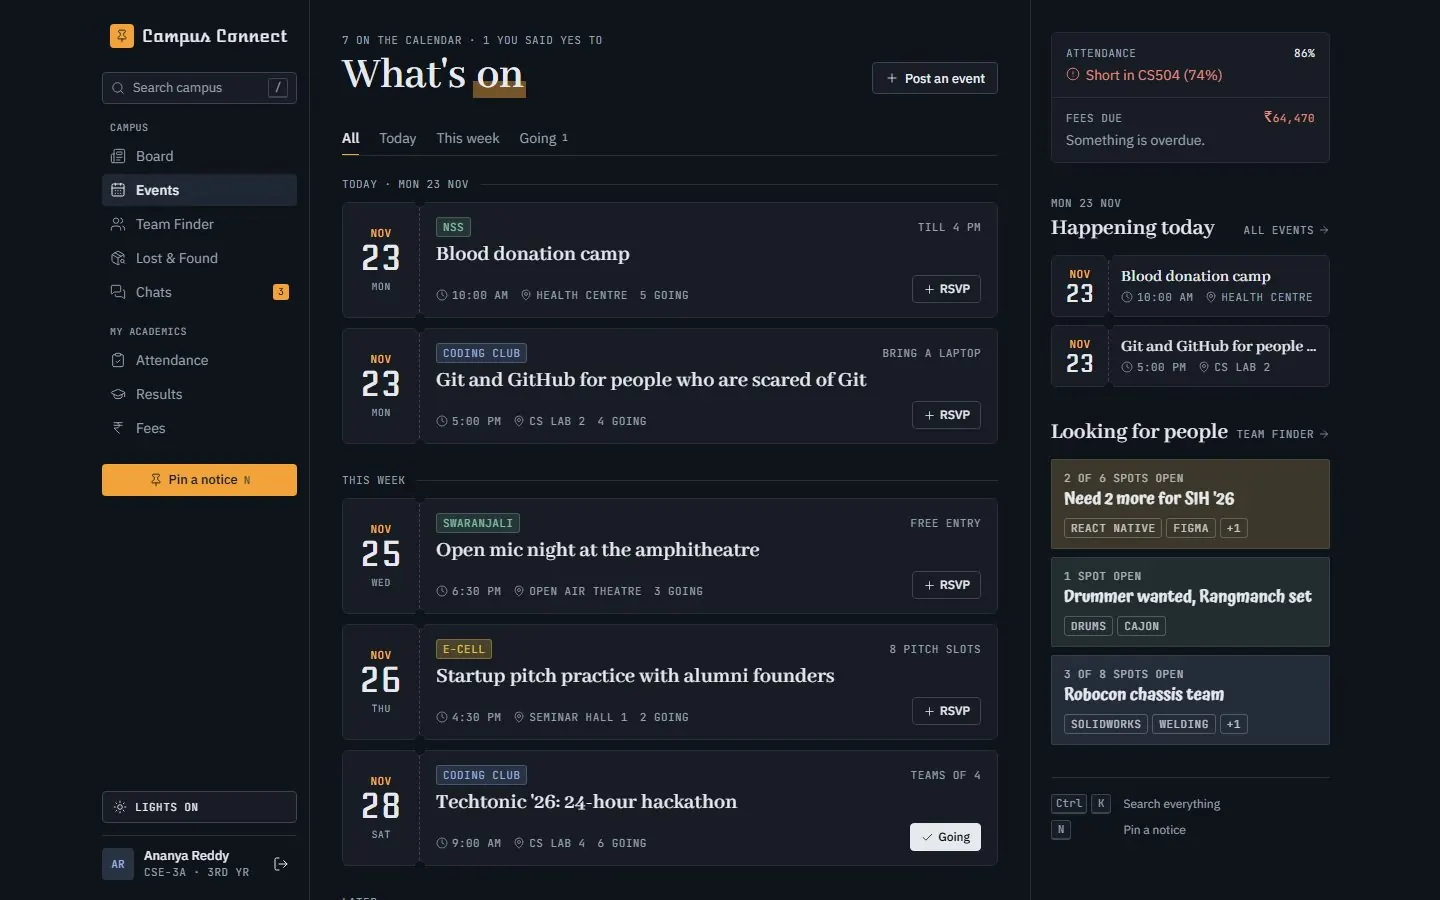 Campus Connect
Search campus /
CAMPUS
Board
Events
Team Finder
Lost & Found
Chats 3
MY ACADEMICS
Attendance
Results
₹ Fees
Pin a notice N
LIGHTS ON
AR
Ananya Reddy
CSE-3A · 3RD YR
7 ON THE CALENDAR · 1 YOU SAID YES TO
What's on
+ Post an event
All Today This week Going 1
TODAY · MON 23 NOV
NOV
23
MON
NSS
TILL 4 PM
Blood donation camp
10:00 AM HEALTH CENTRE 5 GOING
+ RSVP
NOV
23
MON
CODING CLUB
BRING A LAPTOP
Git and GitHub for people who are scared of Git
5:00 PM CS LAB 2 4 GOING
+ RSVP
THIS WEEK
NOV
25
WED
SWARANJALI
FREE ENTRY
Open mic night at the amphitheatre
6:30 PM OPEN AIR THEATRE 3 GOING
+ RSVP
NOV
26
THU
E-CELL
8 PITCH SLOTS
Startup pitch practice with alumni founders
4:30 PM SEMINAR HALL 1 2 GOING
+ RSVP
NOV
28
SAT
CODING CLUB
TEAMS OF 4
Techtonic '26: 24-hour hackathon
9:00 AM CS LAB 4 6 GOING
Going
ATTENDANCE 86%
Short in CS504 (74%)
FEES DUE ₹64,470
Something is overdue.
MON 23 NOV
Happening today ALL EVENTS →
NOV
23
Blood donation camp
10:00 AM HEALTH CENTRE
NOV
23
Git and GitHub for people ...
5:00 PM CS LAB 2
Looking for people TEAM FINDER →
2 OF 6 SPOTS OPEN
Need 2 more for SIH '26
REACT NATIVE FIGMA +1
1 SPOT OPEN
Drummer wanted, Rangmanch set
DRUMS CAJON
3 OF 8 SPOTS OPEN
Robocon chassis team
SOLIDWORKS WELDING +1
Ctrl K Search everything
N Pin a notice